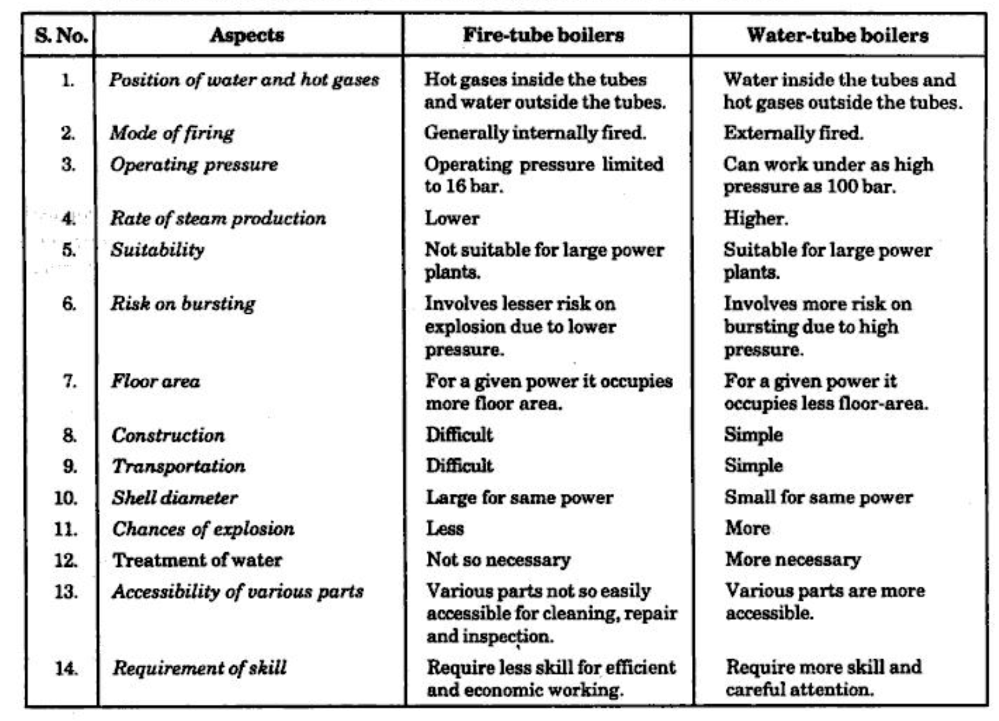 S. No. Aspects Fire-tube boilers Water-tube boilers
1. Position of water and hot gases Hot gases inside the tubes Water inside the tubes and
and water outside the tubes. hot gases outside the tubes.
2. Mode of firing Generally internally fired. Externally fired.
3. Operating pressure Operating pressure limited Can work under as high
to 16 bar. pressure as 100 bar.
4. Rate of steam production Lower Higher.
5. Suitability Not suitable for large power Suitable for large power
plants. plants.
6. Risk on bursting Involves lesser risk on Involves more risk on
explosion due to lower bursting due to high
pressure. pressure.
7. Floor area For a given power it occupies For a given power it
more floor area. occupies less floor-area.
8. Construction Difficult Simple
9. Transportation Difficult Simple
10. Shell diameter Large for same power Small for same power
11. Chances of explosion Less More
12. Treatment of water Not so necessary More necessary
13. Accessibility of various parts Various parts not so easily Various parts are more
accessible for cleaning, repair accessible.
and inspection.
14. Requirement of skill Require less skill for efficient Require more skill and
and economic working. careful attention.